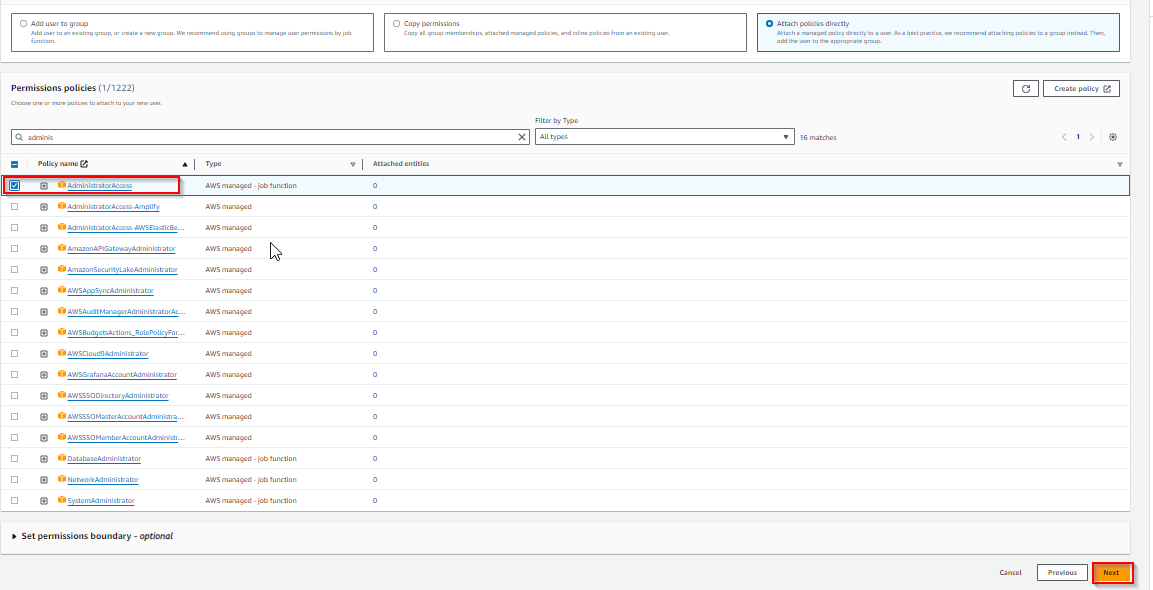 Add user to group
Add user to an existing group, or create a new group. We recommend using groups to manage user permissions by job
function.
Copy permissions
Copy all group memberships, attached managed policies, and inline policies from an existing user.
Attach policies directly
Attach a managed policy directly to a user. As a best practice, we recommend attaching policies to a group instead. Then,
add the user to the appropriate group.
Permissions policies (1/1222)
Choose one or more policies to attach to your new user.
Create policy
Filter by Type
adminis
All types
16 matches
1
Policy name
Type
Attached entities
AdministratorAccess AWS managed - job function 0
AdministratorAccess-Amplify AWS managed 0
AdministratorAccess-AWSElasticBe... AWS managed 0
AmazonAPIGatewayAdministrator AWS managed 0
AmazonSecurityLakeAdministrator AWS managed 0
AWSAppSyncAdministrator AWS managed 0
AWSAuditManagerAdministratorAc... AWS managed 0
AWSBudgetsActions_RolePolicyFor... AWS managed 0
AWSCloud9Administrator AWS managed 0
AWSGrafanaAccountAdministrator AWS managed 0
AWSSSODirectoryAdministrator AWS managed 0
AWSSSOMasterAccountAdministra... AWS managed 0
AWSSSOMemberAccountAdministr... AWS managed 0
DatabaseAdministrator AWS managed - job function 0
NetworkAdministrator AWS managed - job function 0
SystemAdministrator AWS managed - job function 0
Set permissions boundary - optional
Cancel
Previous
Next